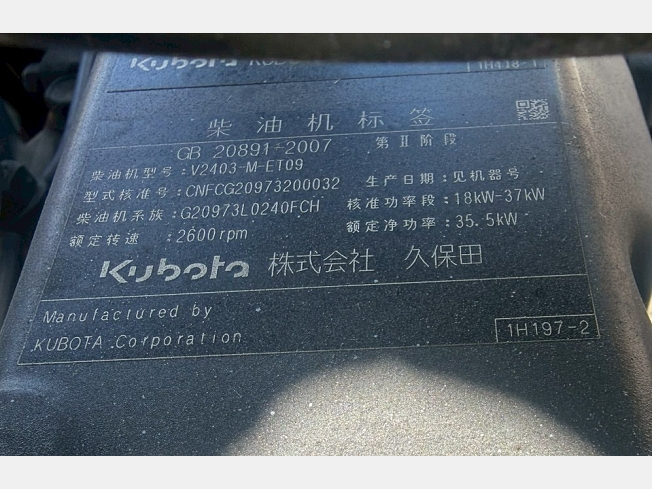 Kubota
1H418-1
柴油机标签
GB 20891-2007 第Ⅱ阶段
柴油机型号:V2403-M-ET09
生产日期:见机器号
型式核准号:CNFCG20973200032
核准功率段:18kW-37kW
柴油机系族:G20973L0240FCH
额定净功率:35.5kW
额定转速 :2600rpm
Kubota 株式会社 久保田
Manufactured by
KUBOTA Corporation
1H197-2